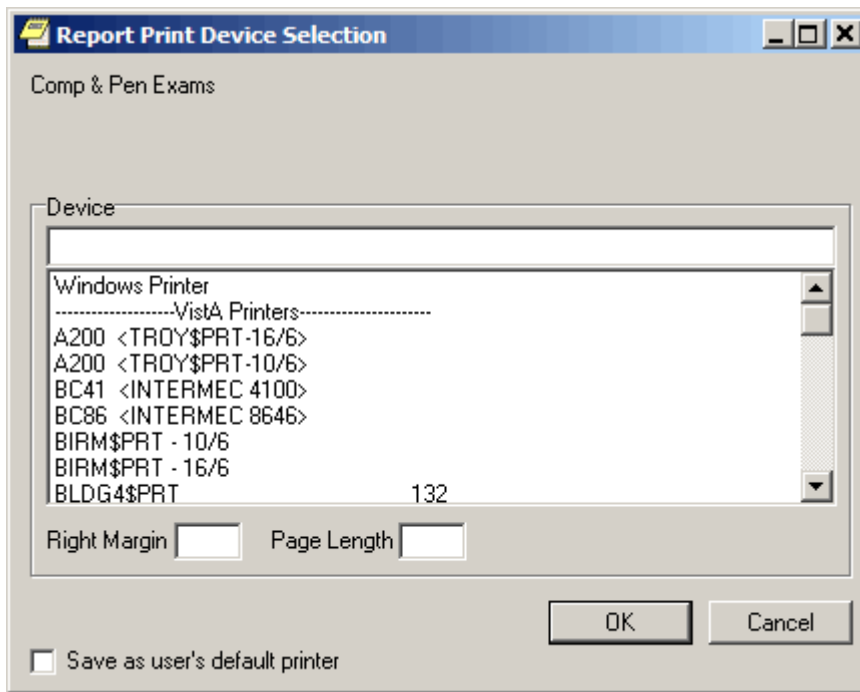 Report Print Device Selection
Comp & Pen Exams
Device
Windows Printer
--------------------VistA Printers----------------------
A200 <TROY$PRT-16/6>
A200 <TROY$PRT-10/6>
BC41 <INTERMEC 4100>
BC86 <INTERMEC 8646>
BIRM$PRT - 10/6
BIRM$PRT - 16/6
BLDG4$PRT 132
Right Margin Page Length
OK Cancel
Save as user's default printer